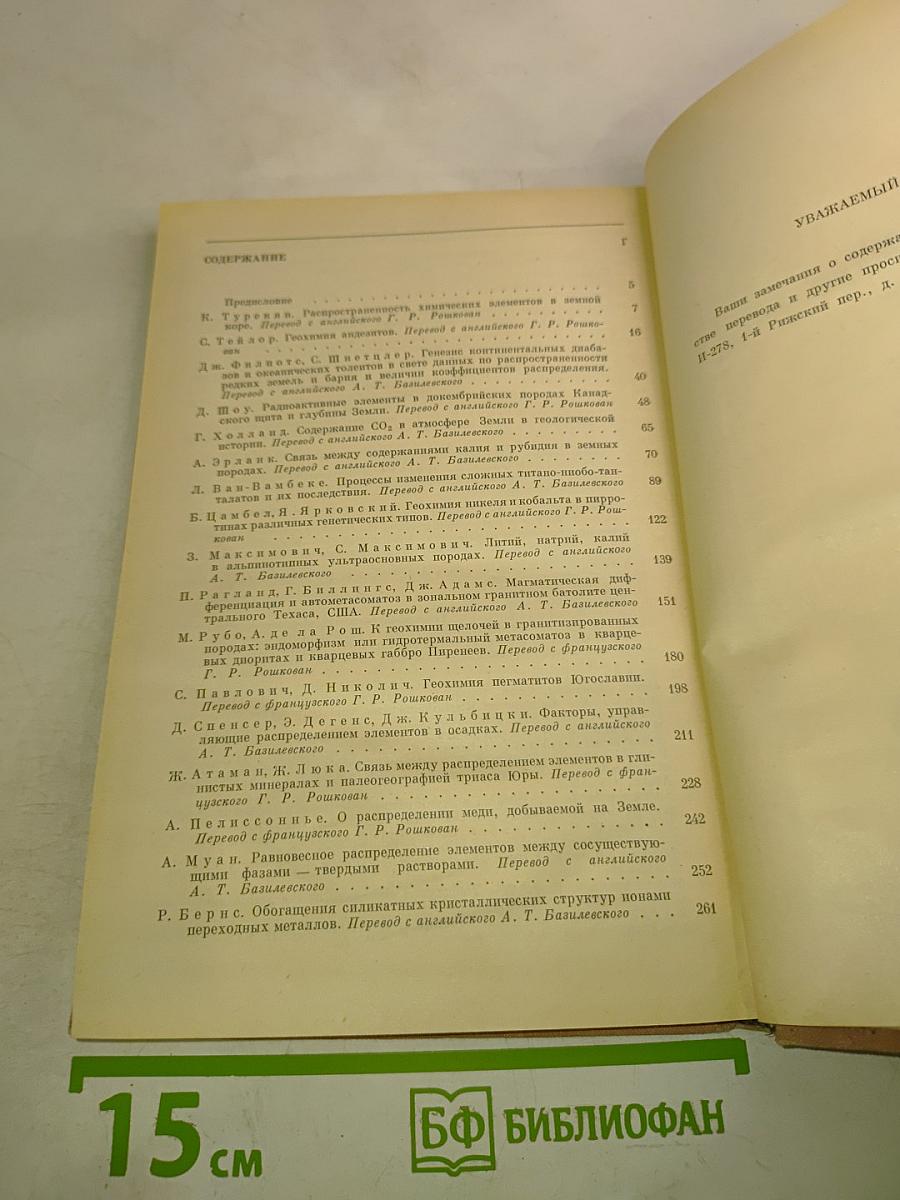 СОДЕРЖАНИЕ
Предисловие . . . 5
К. Турекян. Распространенность химических элементов в земной
коре. Перевод с английского Г. Р. Рошкован . . . 7
С. Тейлор. Геохимия андезитов. Перевод с английского Г. Р. Рошко-
ван . . . 16
Дж. Филпотс, С. Шнетцлер. Генезис континентальных диаба-
зов и океанических толеитов в свете данных по распространенности
редких земель и бария и величин коэффициентов распределения.
Перевод с английского А. Т. Базилевского . . . 40
Д. Шоу. Радиоактивные элементы в докембрийских породах Канад-
ского щита и глубины Земли. Перевод с английского Г. Р. Рошкован 48
Г. Холланд. Содержание CO₂ в атмосфере Земли в геологической
истории. Перевод с английского А. Т. Базилевского . . . 65
А. Эрланк. Связь между содержаниями калия и рубидия в земных
породах. Перевод с английского А. Т. Базилевского . . . 70
Л. Ван-Вамбеке. Процессы изменения сложных титано-ниобо-тан-
талатов и их последствия. Перевод с английского А. Т. Базилевского 89
Б. Цамбел, Я. Ярковский. Геохимия никеля и кобальта в пирро-
тинах различных генетических типов. Перевод с английского Г. Р. Рош-
кован . . . 122
З. Максимович, С. Максимович. Литий, натрий, калий
в альпинотипных ультраосновных породах. Перевод с английского
А. Т. Базилевского . . . 139
П. Рагланд, Г. Биллингс, Дж. Адамс. Магматическая диф-
ференциация и автометасоматоз в зональном гранитном батолите цен-
трального Техаса, США. Перевод с английского А. Т. Базилевского 151
М. Рубо, А. де ла Рош. К геохимии щелочей в гранитизированных
породах: эндоморфизм или гидротермальный метасоматоз в кварце-
вых диоритах и кварцевых габбро Пиренеев. Перевод с французского
Г. Р. Рошкован . . . 180
С. Павлович, Д. Николич. Геохимия пегматитов Югославии.
Перевод с французского Г. Р. Рошкован . . . 198
Д. Спенсер, Э. Дегенс, Дж. Кульбицки. Факторы, управ-
ляющие распределением элементов в осадках. Перевод с английского
А. Т. Базилевского . . . 211
Ж. Атаман, Ж. Люка. Связь между распределением элементов в гли-
нистых минералах и палеогеографией триаса Юры. Перевод с фран-
цузского Г. Р. Рошкован . . . 228
А. Пелиссонье. О распределении меди, добываемой на Земле.
Перевод с французского Г. Р. Рошкован . . . 242
А. Муан. Равновесное распределение элементов между сосуществую-
щими фазами — твердыми растворами. Перевод с английского
А. Т. Базилевского . . . 252
Р. Бернс. Обогащения силикатных кристаллических структур ионами
переходных металлов. Перевод с английского А. Т. Базилевского . . . 261
УВАЖАЕМЫЙ
Ваши замечания о содержа
стве перевода и другие прос
И-278, 1-й Рижский пер., д.
15 см
БФ БИБЛИОФАН